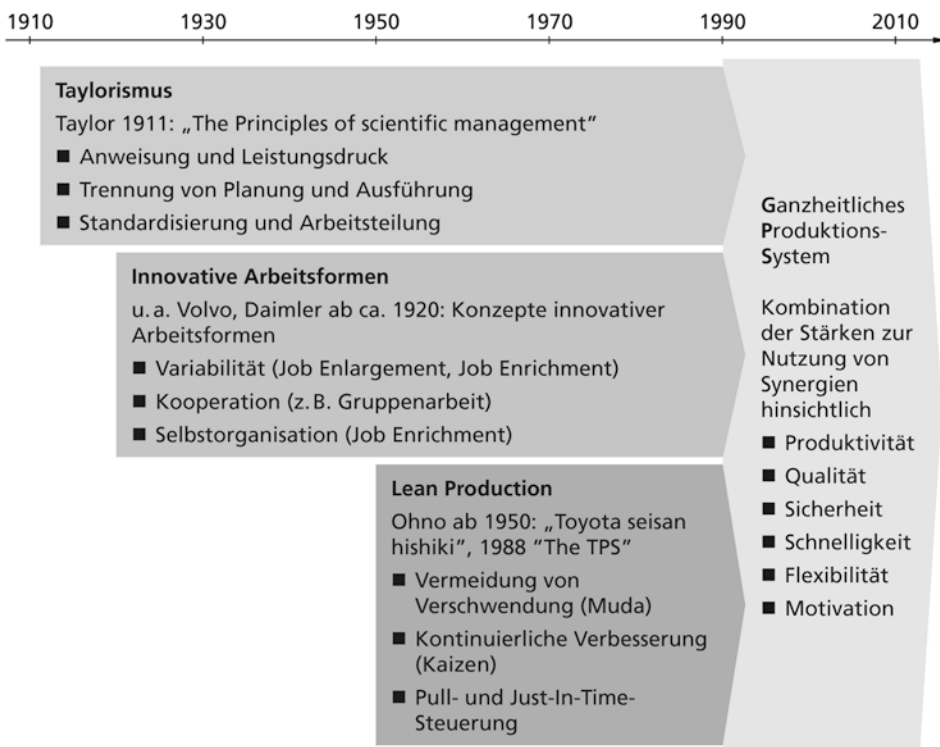 1910 1930 1950 1970 1990 2010
Taylorismus
Taylor 1911: „The Principles of scientific management”
■ Anweisung und Leistungsdruck
■ Trennung von Planung und Ausführung
■ Standardisierung und Arbeitsteilung
Innovative Arbeitsformen
u. a. Volvo, Daimler ab ca. 1920: Konzepte innovativer
Arbeitsformen
■ Variabilität (Job Enlargement, Job Enrichment)
■ Kooperation (z. B. Gruppenarbeit)
■ Selbstorganisation (Job Enrichment)
Lean Production
Ohno ab 1950: „Toyota seisan
hishiki”, 1988 ”The TPS”
■ Vermeidung von
Verschwendung (Muda)
■ Kontinuierliche Verbesserung
(Kaizen)
■ Pull- und Just-In-Time-
Steuerung
Ganzheitliches
Produktions-
System
Kombination
der Stärken zur
Nutzung von
Synergien
hinsichtlich
■ Produktivität
■ Qualität
■ Sicherheit
■ Schnelligkeit
■ Flexibilität
■ Motivation